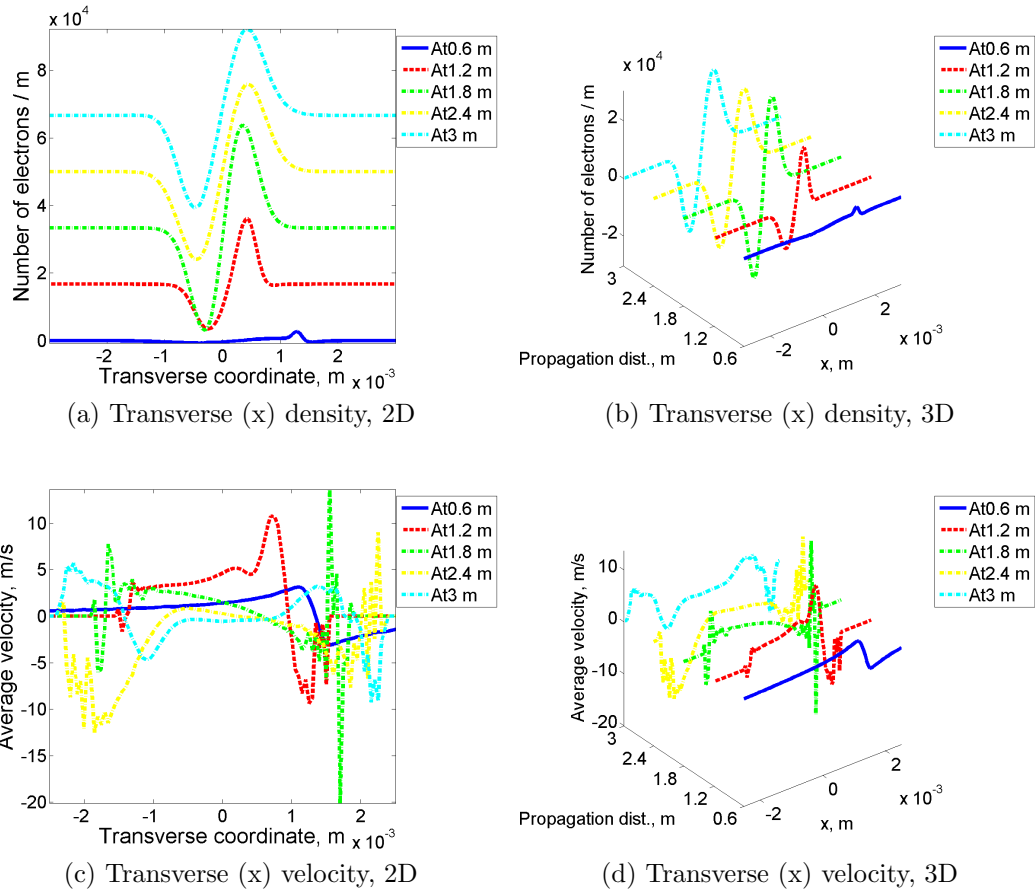 x 10^4
8
6
4
2
0
Number of electrons / m
-2
-1
0
1
2
Transverse coordinate, m x 10^-3
At0.6 m
At1.2 m
At1.8 m
At2.4 m
At3 m
(a) Transverse (x) density, 2D
x 10^4
2
0
-2
Number of electrons / m
3
2.4
1.8
1.2
0.6
Propagation dist., m
-2
0
2
x 10^-3
x, m
At0.6 m
At1.2 m
At1.8 m
At2.4 m
At3 m
(b) Transverse (x) density, 3D
10
5
0
-5
-10
-15
-20
Average velocity, m/s
-2
-1
0
1
2
Transverse coordinate, m x 10^-3
At0.6 m
At1.2 m
At1.8 m
At2.4 m
At3 m
(c) Transverse (x) velocity, 2D
10
0
-10
-20
Average velocity, m/s
3
2.4
1.8
1.2
0.6
Propagation dist., m
-2
0
2
x 10^-3
x, m
At0.6 m
At1.2 m
At1.8 m
At2.4 m
At3 m
(d) Transverse (x) velocity, 3D